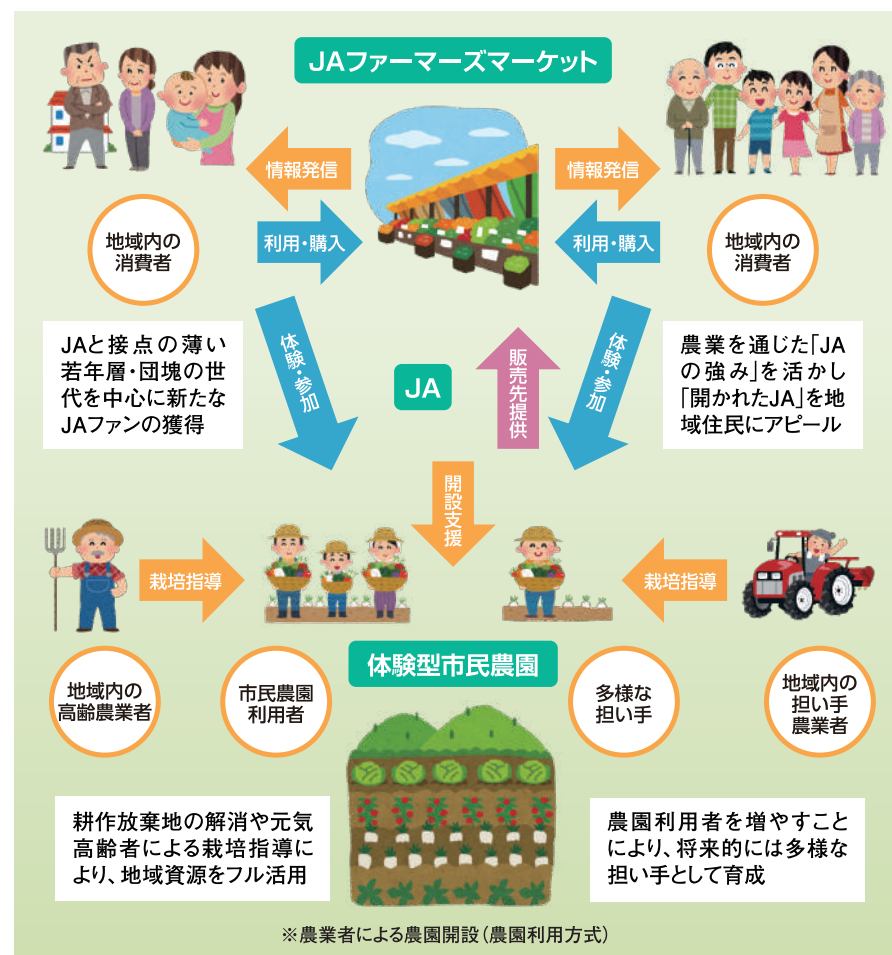 JAファーマーズマーケット
情報発信
情報発信
利用・購入
利用・購入
地域内の
消費者
地域内の
消費者
JAと接点の薄い
若年層・団塊の世
代を中心に新たな
JAファンの獲得
体験・参加
JA
販売先提供
体験・参加
農業を通じた「JA
の強み」を活かし
「開かれたJA」を地
域住民にアピール
開設支援
栽培指導
栽培指導
体験型市民農園
地域内の
高齢農業者
市民農園
利用者
多様な
担い手
地域内の
担い手
農業者
耕作放棄地の解消や元気
高齢者による栽培指導に
より、地域資源をフル活用
農園利用者を増やすこと
により、将来的には多様な
担い手として育成
※農業者による農園開設（農園利用方式）